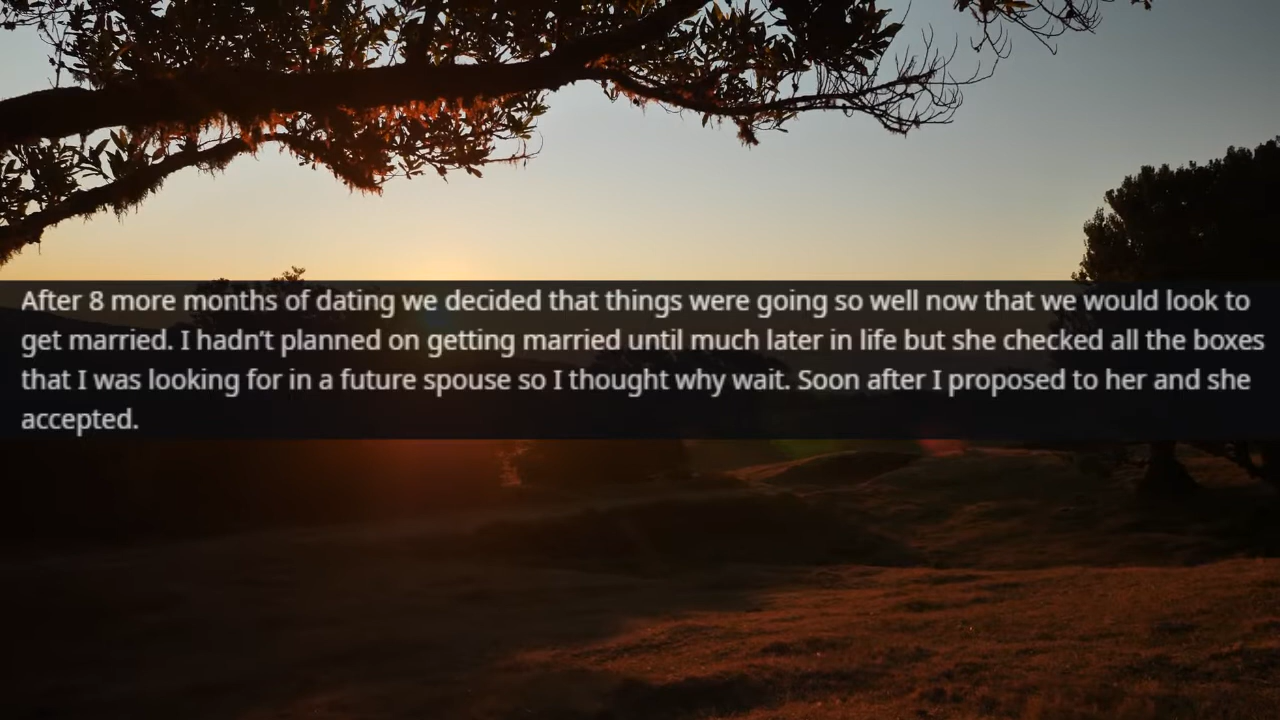 After 8 more months of dating we decided that things were going so well now that we would look to
get married. I hadn’t planned on getting married until much later in life but she checked all the boxes
that I was looking for in a future spouse so I thought why wait. Soon after I proposed to her and she
accepted.